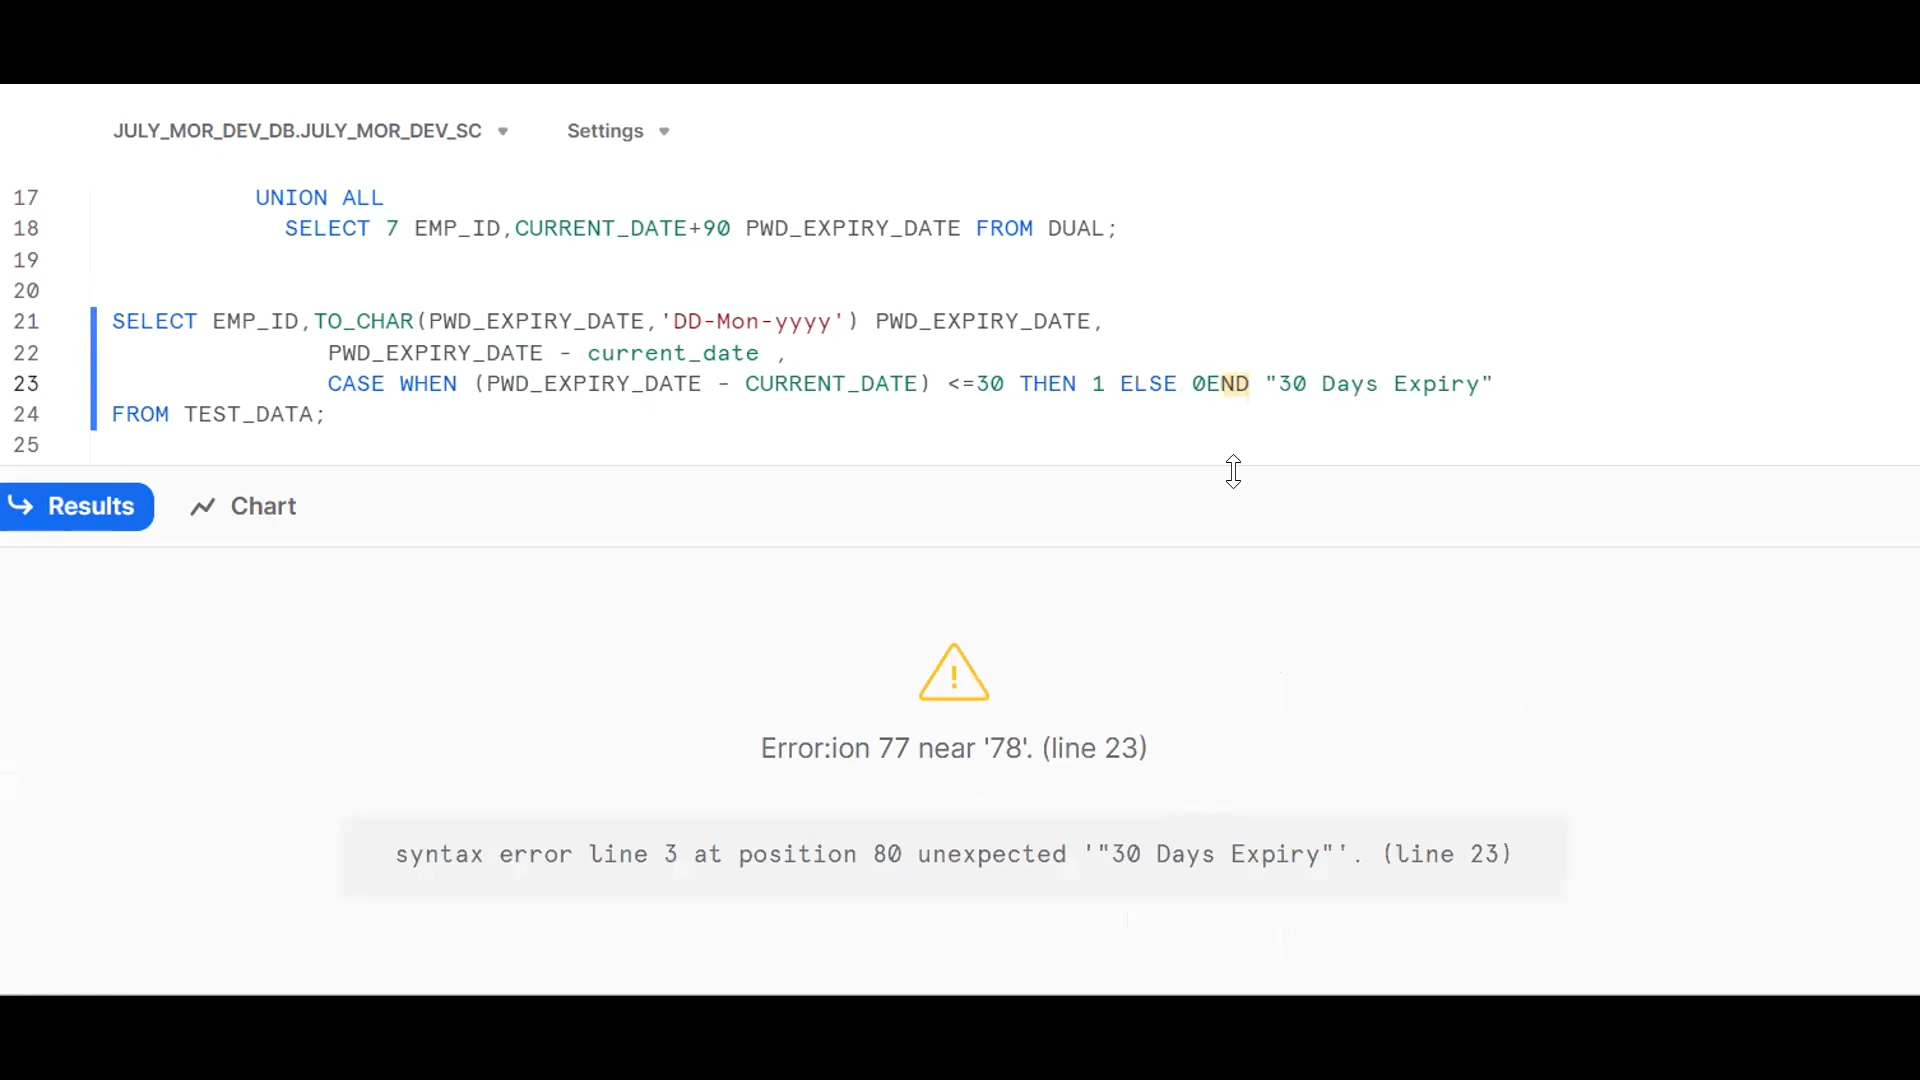 JULY_MOR_DEV_DB.JULY_MOR_DEV_SC Settings
17 UNION ALL
18 SELECT 7 EMP_ID,CURRENT_DATE+90 PWD_EXPIRY_DATE FROM DUAL;
19
20
21 SELECT EMP_ID,TO_CHAR(PWD_EXPIRY_DATE,'DD-Mon-yyyy') PWD_EXPIRY_DATE,
22 PWD_EXPIRY_DATE - current_date ,
23 CASE WHEN (PWD_EXPIRY_DATE - CURRENT_DATE) <=30 THEN 1 ELSE 0END "30 Days Expiry"
24 FROM TEST_DATA;
25
Results Chart
Error:ion 77 near '78'. (line 23)
syntax error line 3 at position 80 unexpected '"30 Days Expiry"'. (line 23)